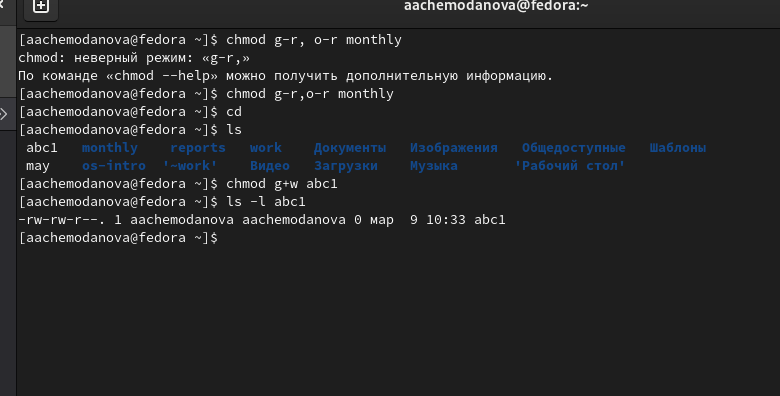 aachemodanova@fedora:~
[aachemodanova@fedora ~]$ chmod g-r, o-r monthly
chmod: неверный режим: «g-r,»
По команде «chmod --help» можно получить дополнительную информацию.
[aachemodanova@fedora ~]$ chmod g-r,o-r monthly
[aachemodanova@fedora ~]$ cd
[aachemodanova@fedora ~]$ ls
abc1 monthly reports work Документы Изображения Общедоступные Шаблоны
may os-intro '~work' Видео Загрузки Музыка 'Рабочий стол'
[aachemodanova@fedora ~]$ chmod g+w abc1
[aachemodanova@fedora ~]$ ls -l abc1
-rw-rw-r--. 1 aachemodanova aachemodanova 0 мар  9 10:33 abc1
[aachemodanova@fedora ~]$